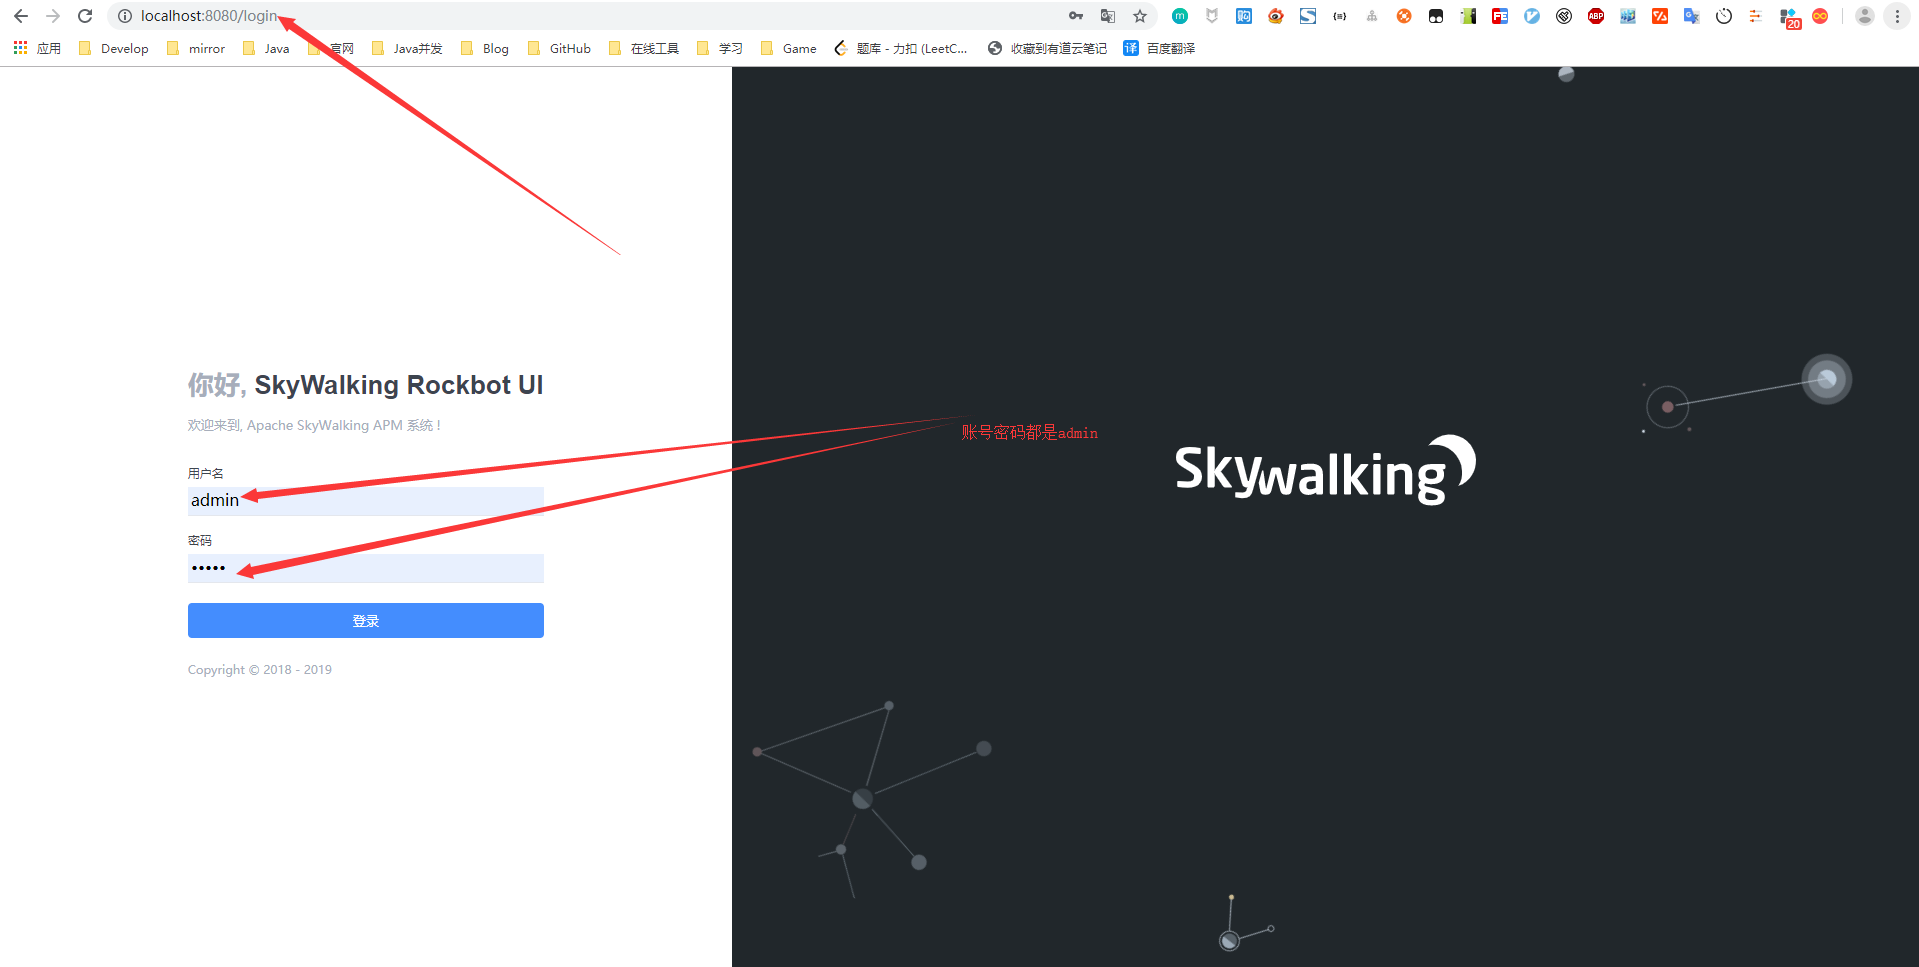 localhost:8080/login
应用 Develop mirror Java 官网 Java并发 Blog GitHub 在线工具 学习 Game 题库 - 力扣 (LeetC... 收藏到有道云笔记 译 百度翻译
20
ABP
你好, SkyWalking Rockbot UI
欢迎来到, Apache SkyWalking APM 系统 !
账号密码都是admin
Skywalking
用户名
admin
密码
•••••
登录
Copyright © 2018 - 2019